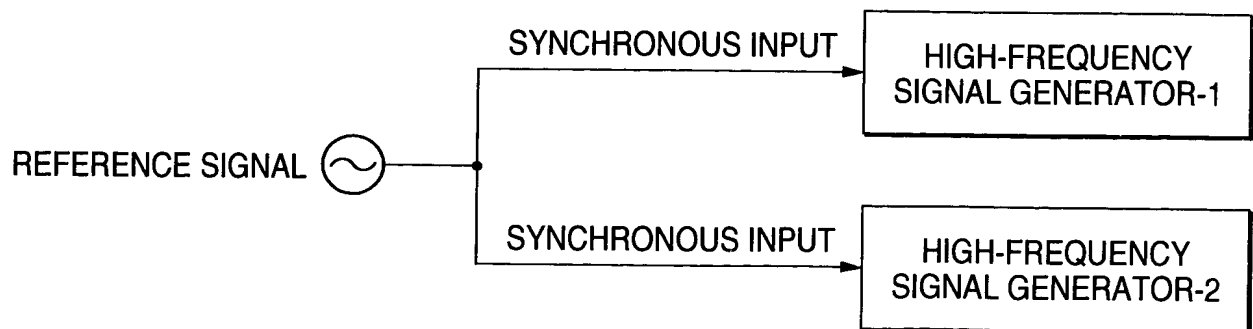 SYNCHRONOUS INPUT
HIGH-FREQUENCY
SIGNAL GENERATOR-1
REFERENCE SIGNAL
SYNCHRONOUS INPUT
HIGH-FREQUENCY
SIGNAL GENERATOR-2